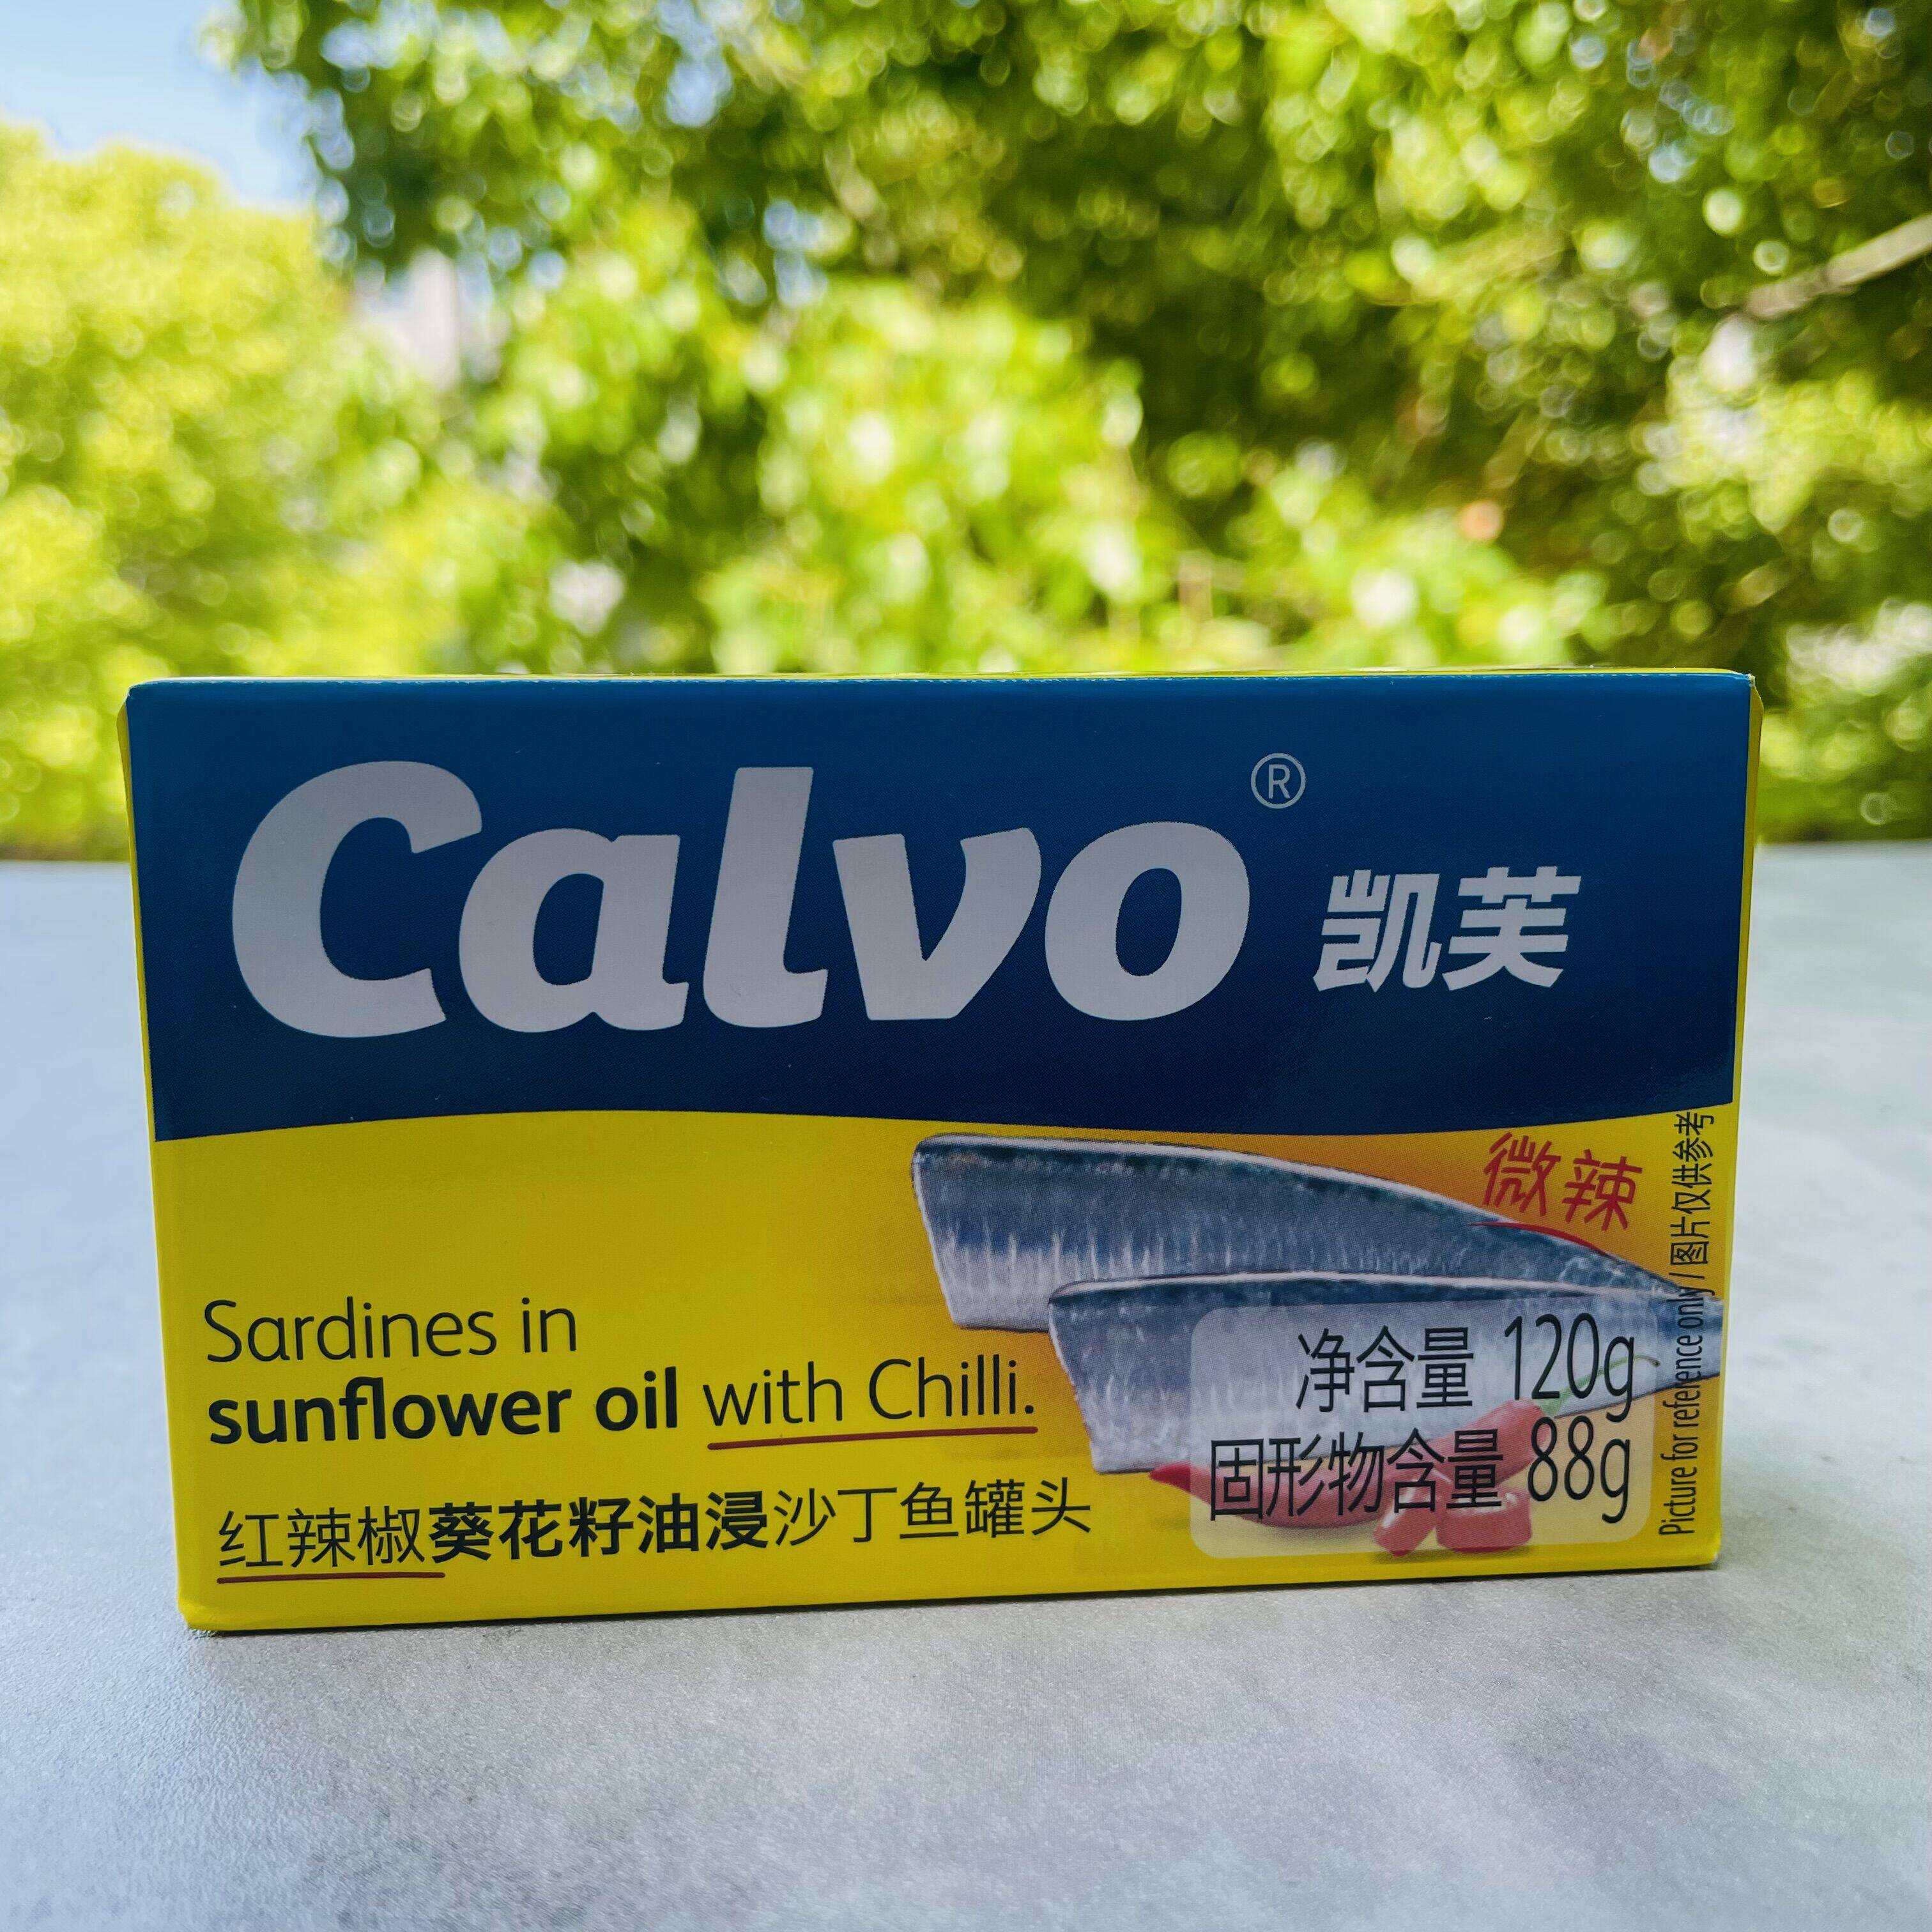 Calvo® 凯芙
微辣
Sardines in
sunflower oil with Chilli.
红辣椒葵花籽油浸沙丁鱼罐头
净含量 120g
固形物含量 88g
Picture for reference only / 图片仅供参考